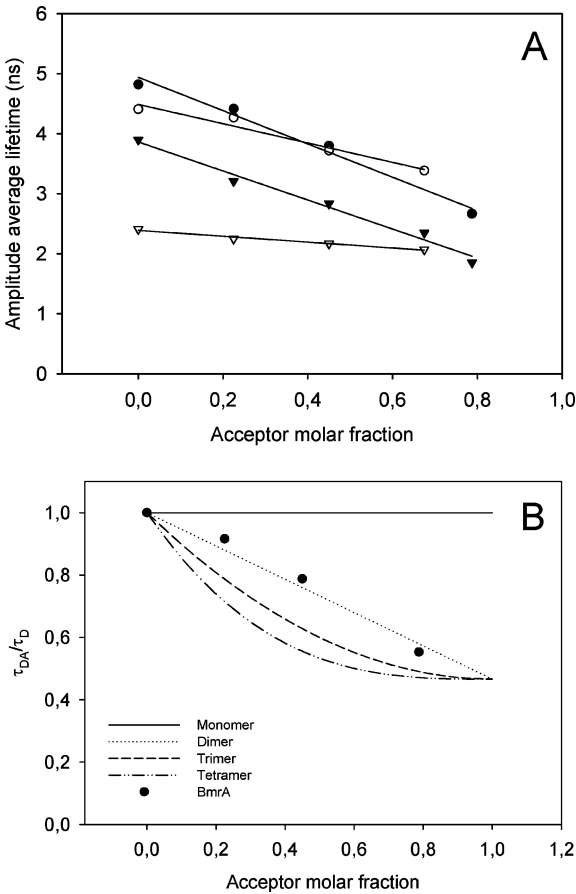 A
6
5
4
3
2
1
0
Amplitude average lifetime (ns)
0,0 0,2 0,4 0,6 0,8 1,0
Acceptor molar fraction
B
1,0
0,8
0,6
0,4
0,2
0,0
τDA/τD
Monomer
Dimer
Trimer
Tetramer
BmrA
0,0 0,2 0,4 0,6 0,8 1,0 1,2
Acceptor molar fraction